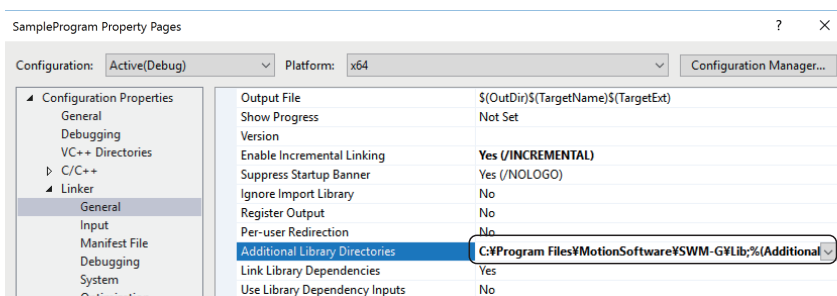 SampleProgram Property Pages ? ×
Configuration: Active(Debug) Platform: x64 Configuration Manager...
Configuration Properties
General
Debugging
VC++ Directories
C/C++
Linker
General
Input
Manifest File
Debugging
System
Output File $(OutDir)$(TargetName)$(TargetExt)
Show Progress Not Set
Version
Enable Incremental Linking Yes (/INCREMENTAL)
Suppress Startup Banner Yes (/NOLOGO)
Ignore Import Library No
Register Output No
Per-user Redirection No
Additional Library Directories C:¥Program Files¥MotionSoftware¥SWM-G¥Lib;%(Additional
Link Library Dependencies Yes
Use Library Dependency Inputs No